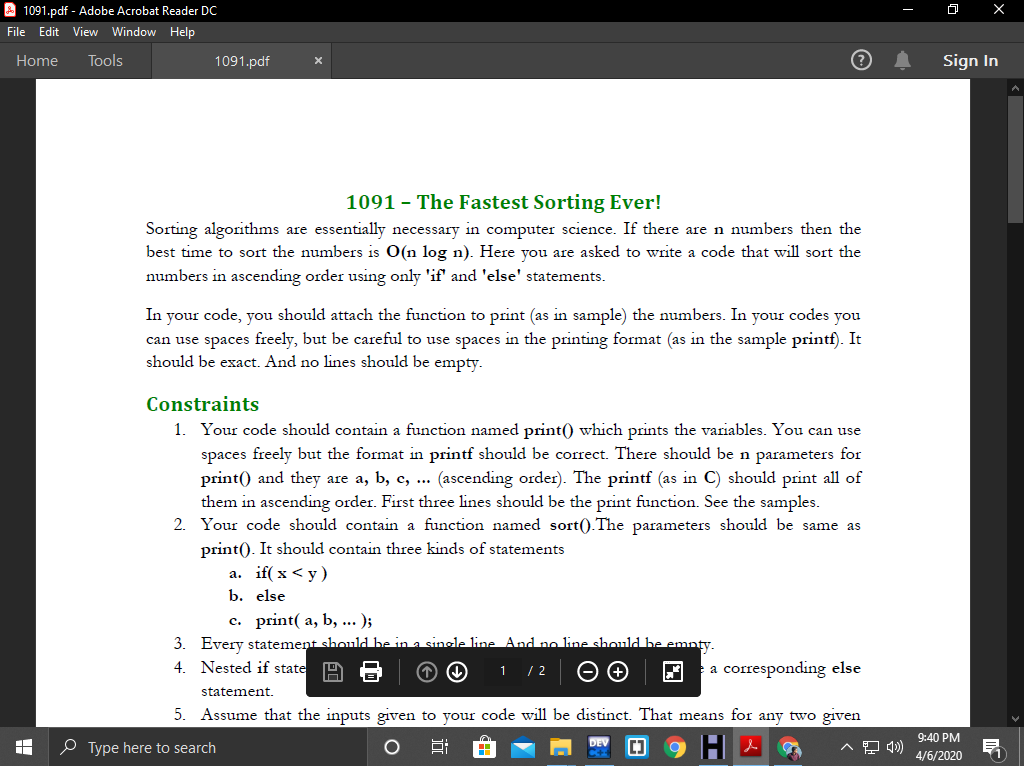 1091.pdf - Adobe Acrobat Reader DC
File Edit View Window Help
Home Tools 1091.pdf × ? Sign In
1091 – The Fastest Sorting Ever!
Sorting algorithms are essentially necessary in computer science. If there are n numbers then the
best time to sort the numbers is O(n log n). Here you are asked to write a code that will sort the
numbers in ascending order using only 'if' and 'else' statements.
In your code, you should attach the function to print (as in sample) the numbers. In your codes you
can use spaces freely, but be careful to use spaces in the printing format (as in the sample printf). It
should be exact. And no lines should be empty.
Constraints
1. Your code should contain a function named print() which prints the variables. You can use
spaces freely but the format in printf should be correct. There should be n parameters for
print() and they are a, b, c, ... (ascending order). The printf (as in C) should print all of
them in ascending order. First three lines should be the print function. See the samples.
2. Your code should contain a function named sort().The parameters should be same as
print(). It should contain three kinds of statements
a. if( x < y )
b. else
c. print( a, b, ... );
3. Every statement should be in a single line. And no line should be empty.
4. Nested if state a corresponding else
statement.
1 / 2
5. Assume that the inputs given to your code will be distinct. That means for any two given
Type here to search
DEV
9:40 PM
4/6/2020
1